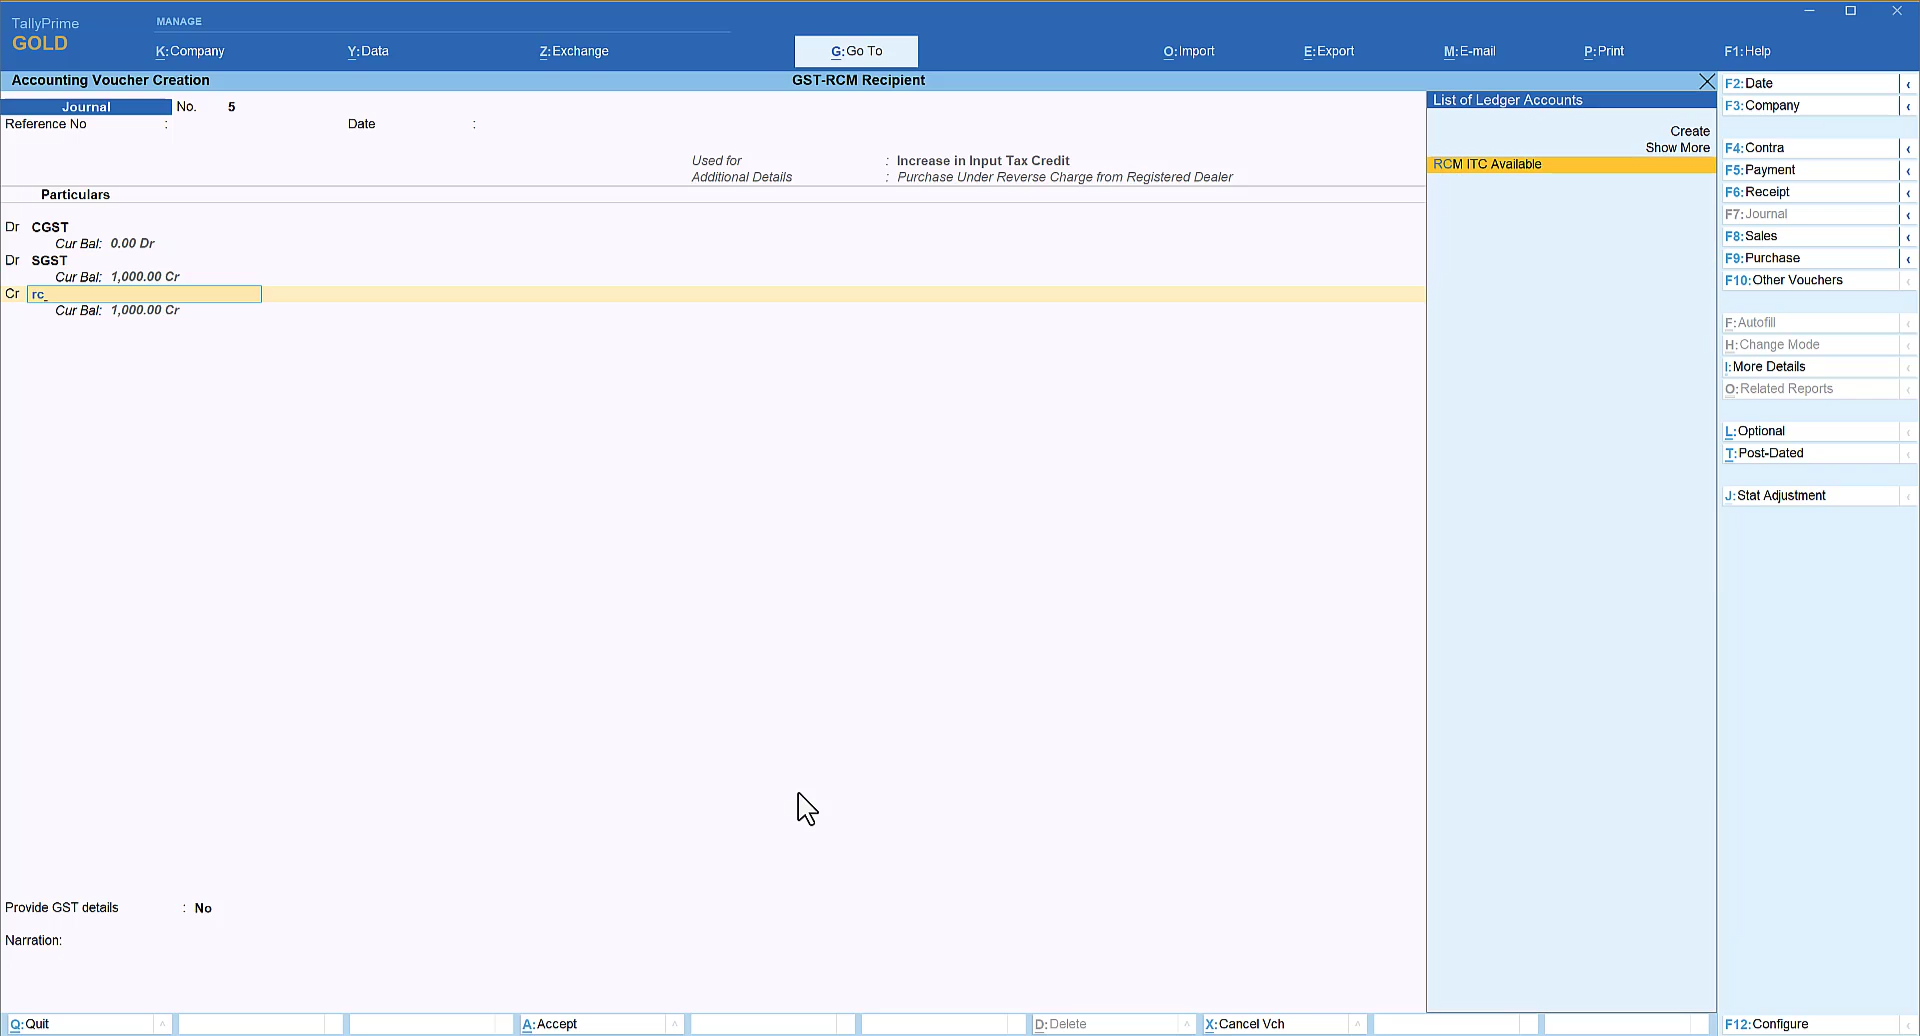 TallyPrime
GOLD
MANAGE
K:Company
Y:Data
Z:Exchange
G:Go To
O:Import
E:Export
M:E-mail
P:Print
F1:Help
Accounting Voucher Creation
GST-RCM Recipient
Journal No. 5
Reference No :
Date :
Used for : Increase in Input Tax Credit
Additional Details : Purchase Under Reverse Charge from Registered Dealer
Particulars
Dr CGST
Cur Bal: 0.00 Dr
Dr SGST
Cur Bal: 1,000.00 Cr
Cr rc
Cur Bal: 1,000.00 Cr
Provide GST details : No
Narration:
List of Ledger Accounts
Create
Show More
RCM ITC Available
F2:Date
F3:Company
F4:Contra
F5:Payment
F6:Receipt
F7:Journal
F8:Sales
F9:Purchase
F10:Other Vouchers
F:Autofill
H:Change Mode
I:More Details
O:Related Reports
L:Optional
T:Post-Dated
J:Stat Adjustment
Q:Quit
A:Accept
D:Delete
X:Cancel Vch
F12:Configure